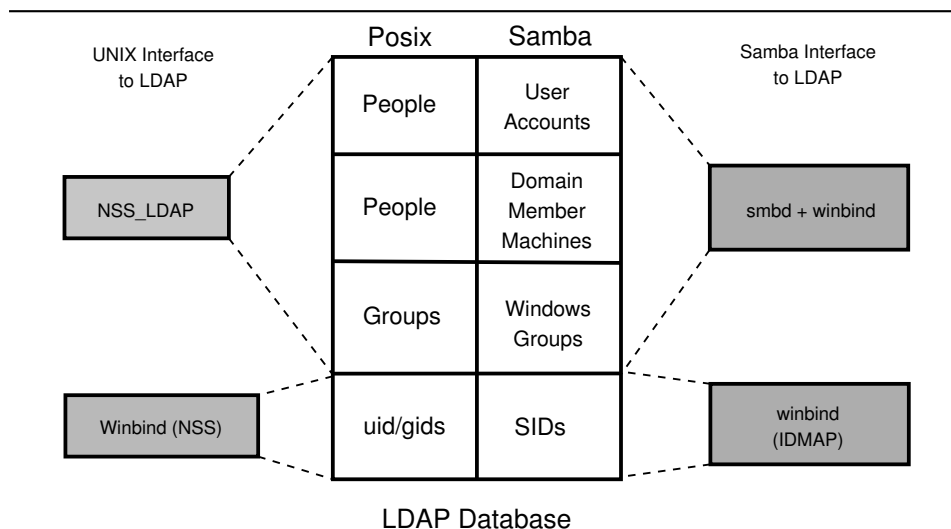 UNIX Interface
to LDAP
Posix
Samba
Samba Interface
to LDAP
People
User
Accounts
NSS_LDAP
People
Domain
Member
Machines
smbd + winbind
Groups
Windows
Groups
Winbind (NSS)
uid/gids
SIDs
winbind
(IDMAP)
LDAP Database